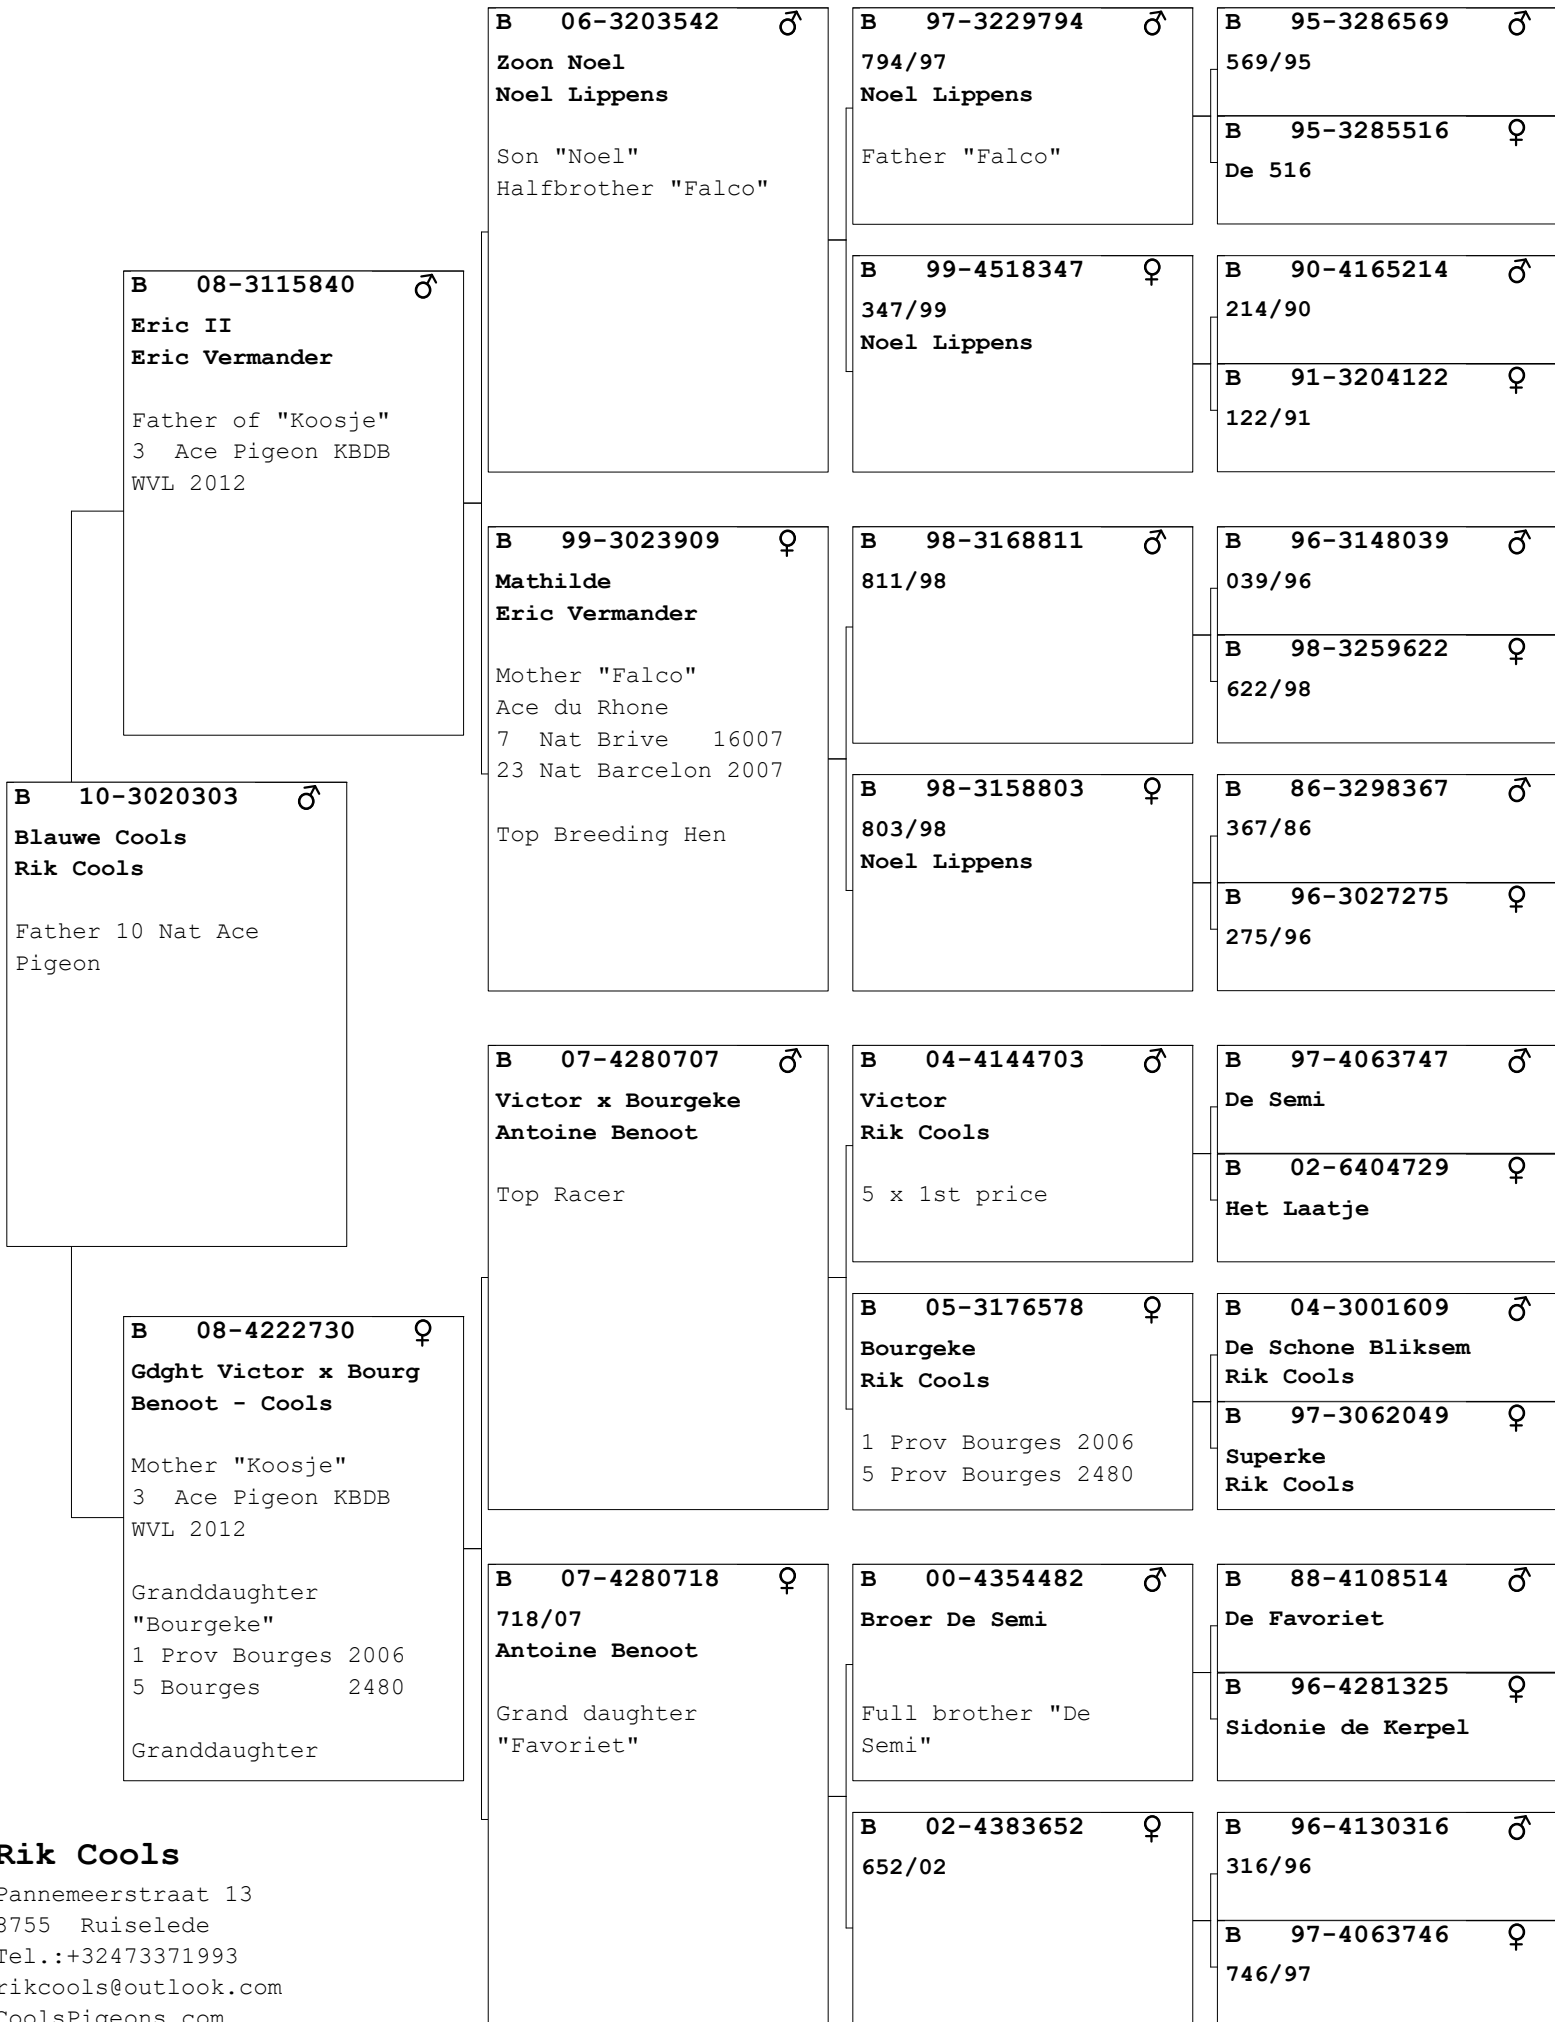 B 10-3020303 ♂
Blauwe Cools
Rik Cools
Father 10 Nat Ace
Pigeon
B 08-3115840 ♂
Eric II
Eric Vermander
Father of "Koosje"
3 Ace Pigeon KBDB
WVL 2012
B 08-4222730 ♀
Gdght Victor x Bourg
Benoot - Cools
Mother "Koosje"
3 Ace Pigeon KBDB
WVL 2012
Granddaughter
"Bourgeke"
1 Prov Bourges 2006
5 Bourges 2480
Granddaughter
B 06-3203542 ♂
Zoon Noel
Noel Lippens
Son "Noel"
Halfbrother "Falco"
B 99-3023909 ♀
Mathilde
Eric Vermander
Mother "Falco"
Ace du Rhone
7 Nat Brive 16007
23 Nat Barcelon 2007
Top Breeding Hen
B 07-4280707 ♂
Victor x Bourgeke
Antoine Benoot
Top Racer
B 07-4280718 ♀
718/07
Antoine Benoot
Grand daughter
"Favoriet"
B 97-3229794 ♂
794/97
Noel Lippens
Father "Falco"
B 99-4518347 ♀
347/99
Noel Lippens
B 98-3168811 ♂
811/98
B 98-3158803 ♀
803/98
Noel Lippens
B 04-4144703 ♂
Victor
Rik Cools
5 x 1st price
B 05-3176578 ♀
Bourgeke
Rik Cools
1 Prov Bourges 2006
5 Prov Bourges 2480
B 00-4354482 ♂
Broer De Semi
Full brother "De
Semi"
B 02-4383652 ♀
652/02
B 95-3286569 ♂
569/95
B 95-3285516 ♀
De 516
B 90-4165214 ♂
214/90
B 91-3204122 ♀
122/91
B 96-3148039 ♂
039/96
B 98-3259622 ♀
622/98
B 86-3298367 ♂
367/86
B 96-3027275 ♀
275/96
B 97-4063747 ♂
De Semi
B 02-6404729 ♀
Het Laatje
B 04-3001609 ♂
De Schone Bliksem
Rik Cools
B 97-3062049 ♀
Superke
Rik Cools
B 88-4108514 ♂
De Favoriet
B 96-4281325 ♀
Sidonie de Kerpel
B 96-4130316 ♂
316/96
B 97-4063746 ♀
746/97
Rik Cools
Pannemeerstraat 13
8755 Ruiselede
Tel.:+32473371993
rikcools@outlook.com
CoolsPigeons.com